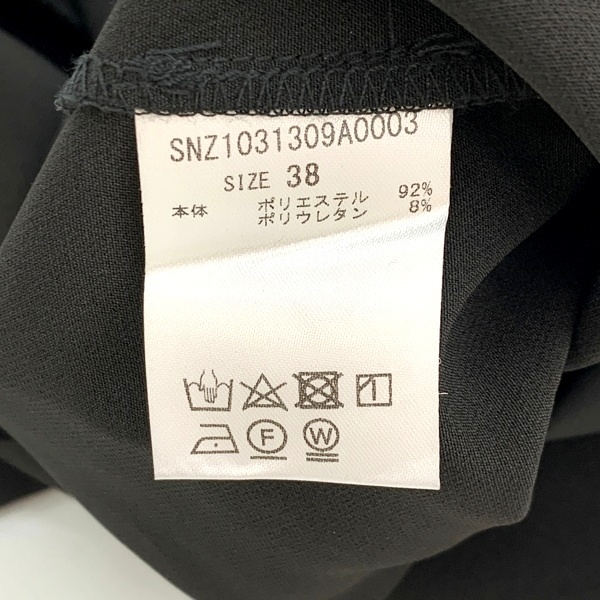 SNZ1031309A0003
SIZE 38
本体 ポリエステル 92%
ポリウレタン 8%
F W